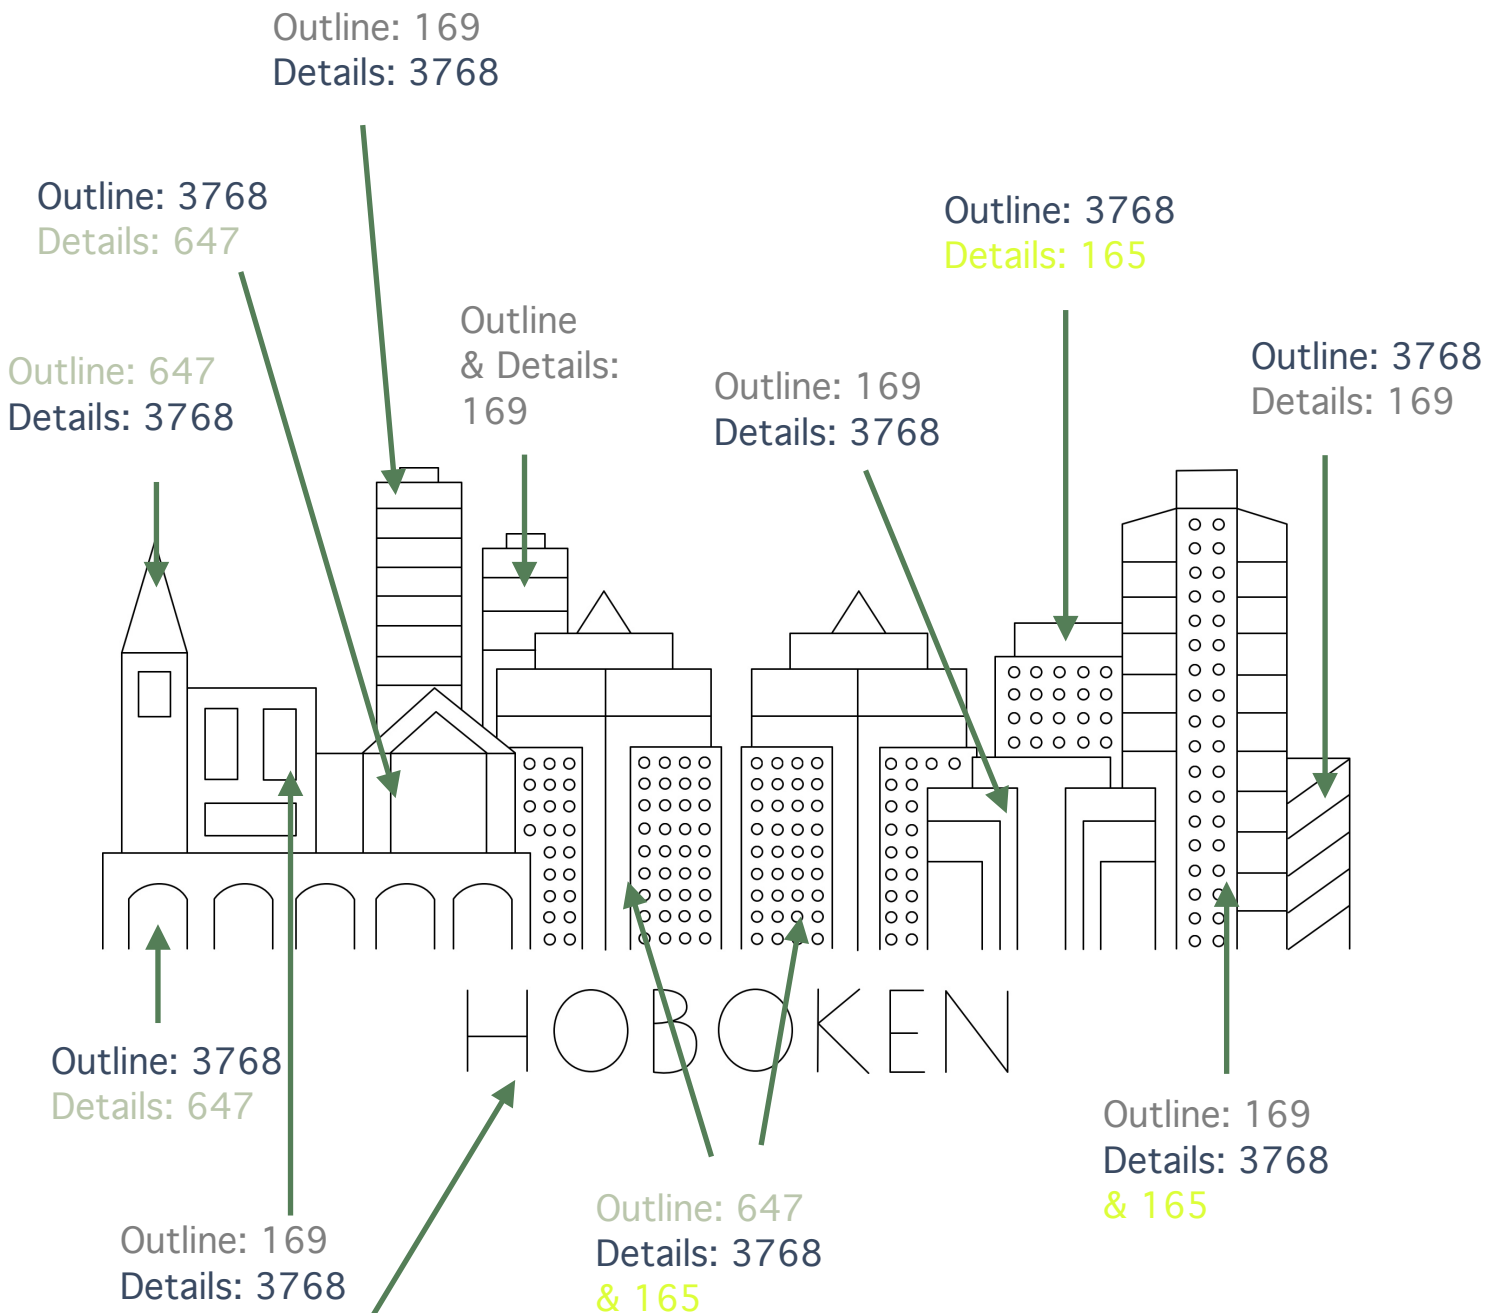 Outline: 169
Details: 3768
Outline: 3768
Details: 647
Outline: 3768
Details: 165
Outline
& Details:
169
Outline: 3768
Details: 169
Outline: 647
Details: 3768
Outline: 169
Details: 3768
HOBOKEN
Outline: 3768
Details: 647
Outline: 169
Details: 3768
& 165
Outline: 647
Details: 3768
& 165
Outline: 169
Details: 3768